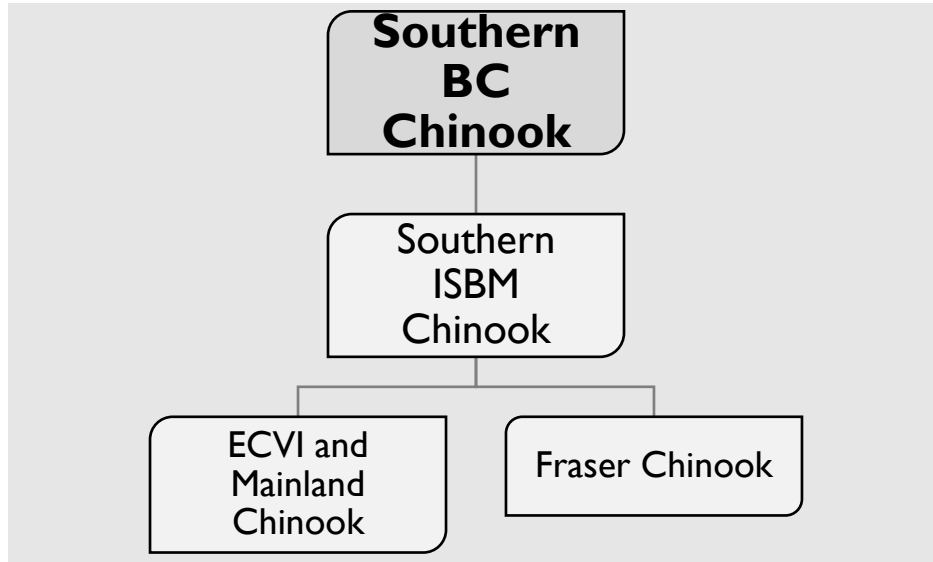 Southern
BC
Chinook
Southern
ISBM
Chinook
ECVI and
Mainland
Chinook
Fraser Chinook